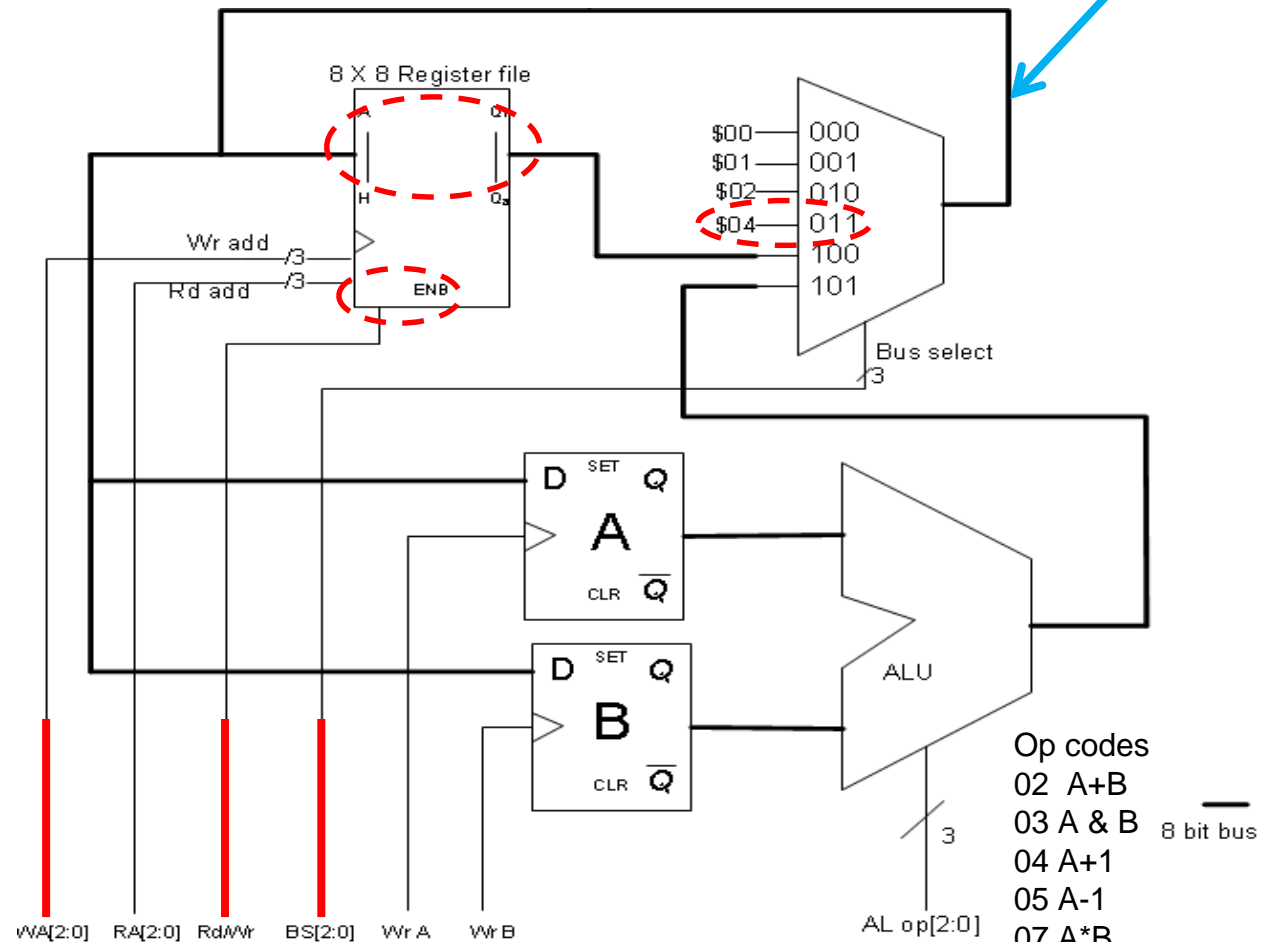 8 X 8 Register file
A
Q1
H
ENB
Wr add
/3
Rd add
/3
$00
000
$01
001
$02
010
$04
011
100
101
Bus select
3
D
SET
Q
A
CLR
Q
D
SET
Q
B
CLR
Q
ALU
3
Op codes
02 A+B
03 A & B
04 A+1
05 A-1
07 A*B
8 bit bus
WA[2:0]
RA[2:0]
Rd/Wr
BS[2:0]
Wr A
Wr B
AL op[2:0]